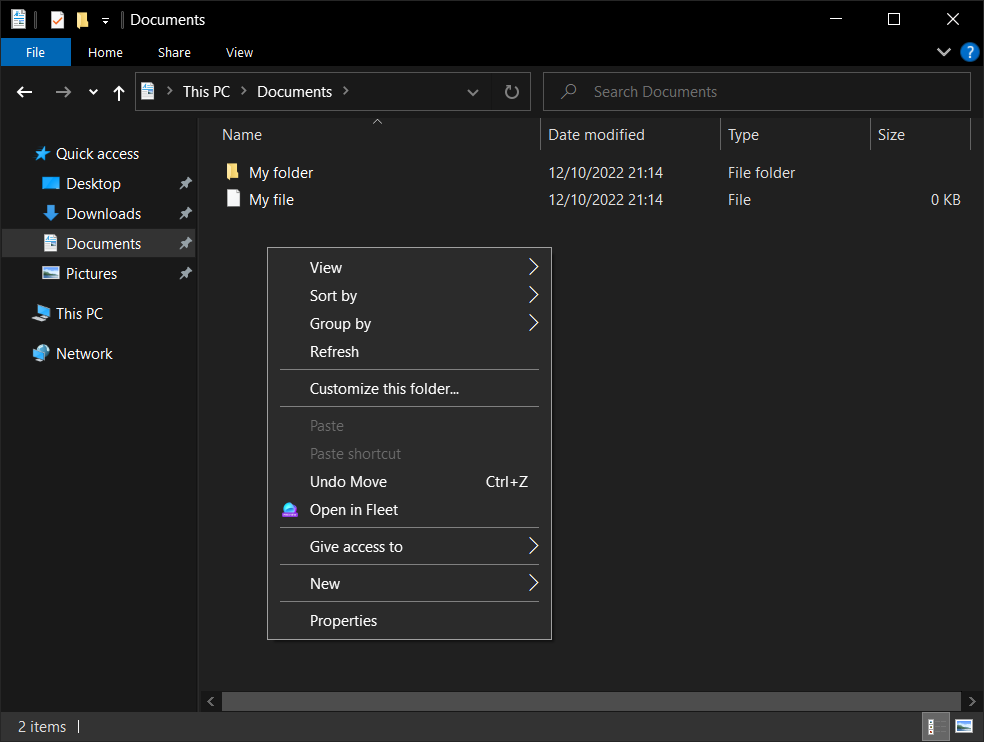 Documents
File Home Share View
?
This PC Documents
Search Documents
Name Date modified Type Size
Quick access
Desktop
Downloads
Documents
Pictures
This PC
Network
My folder 12/10/2022 21:14 File folder
My file 12/10/2022 21:14 File 0 KB
View
Sort by
Group by
Refresh
Customize this folder...
Paste
Paste shortcut
Undo Move Ctrl+Z
Open in Fleet
Give access to
New
Properties
2 items